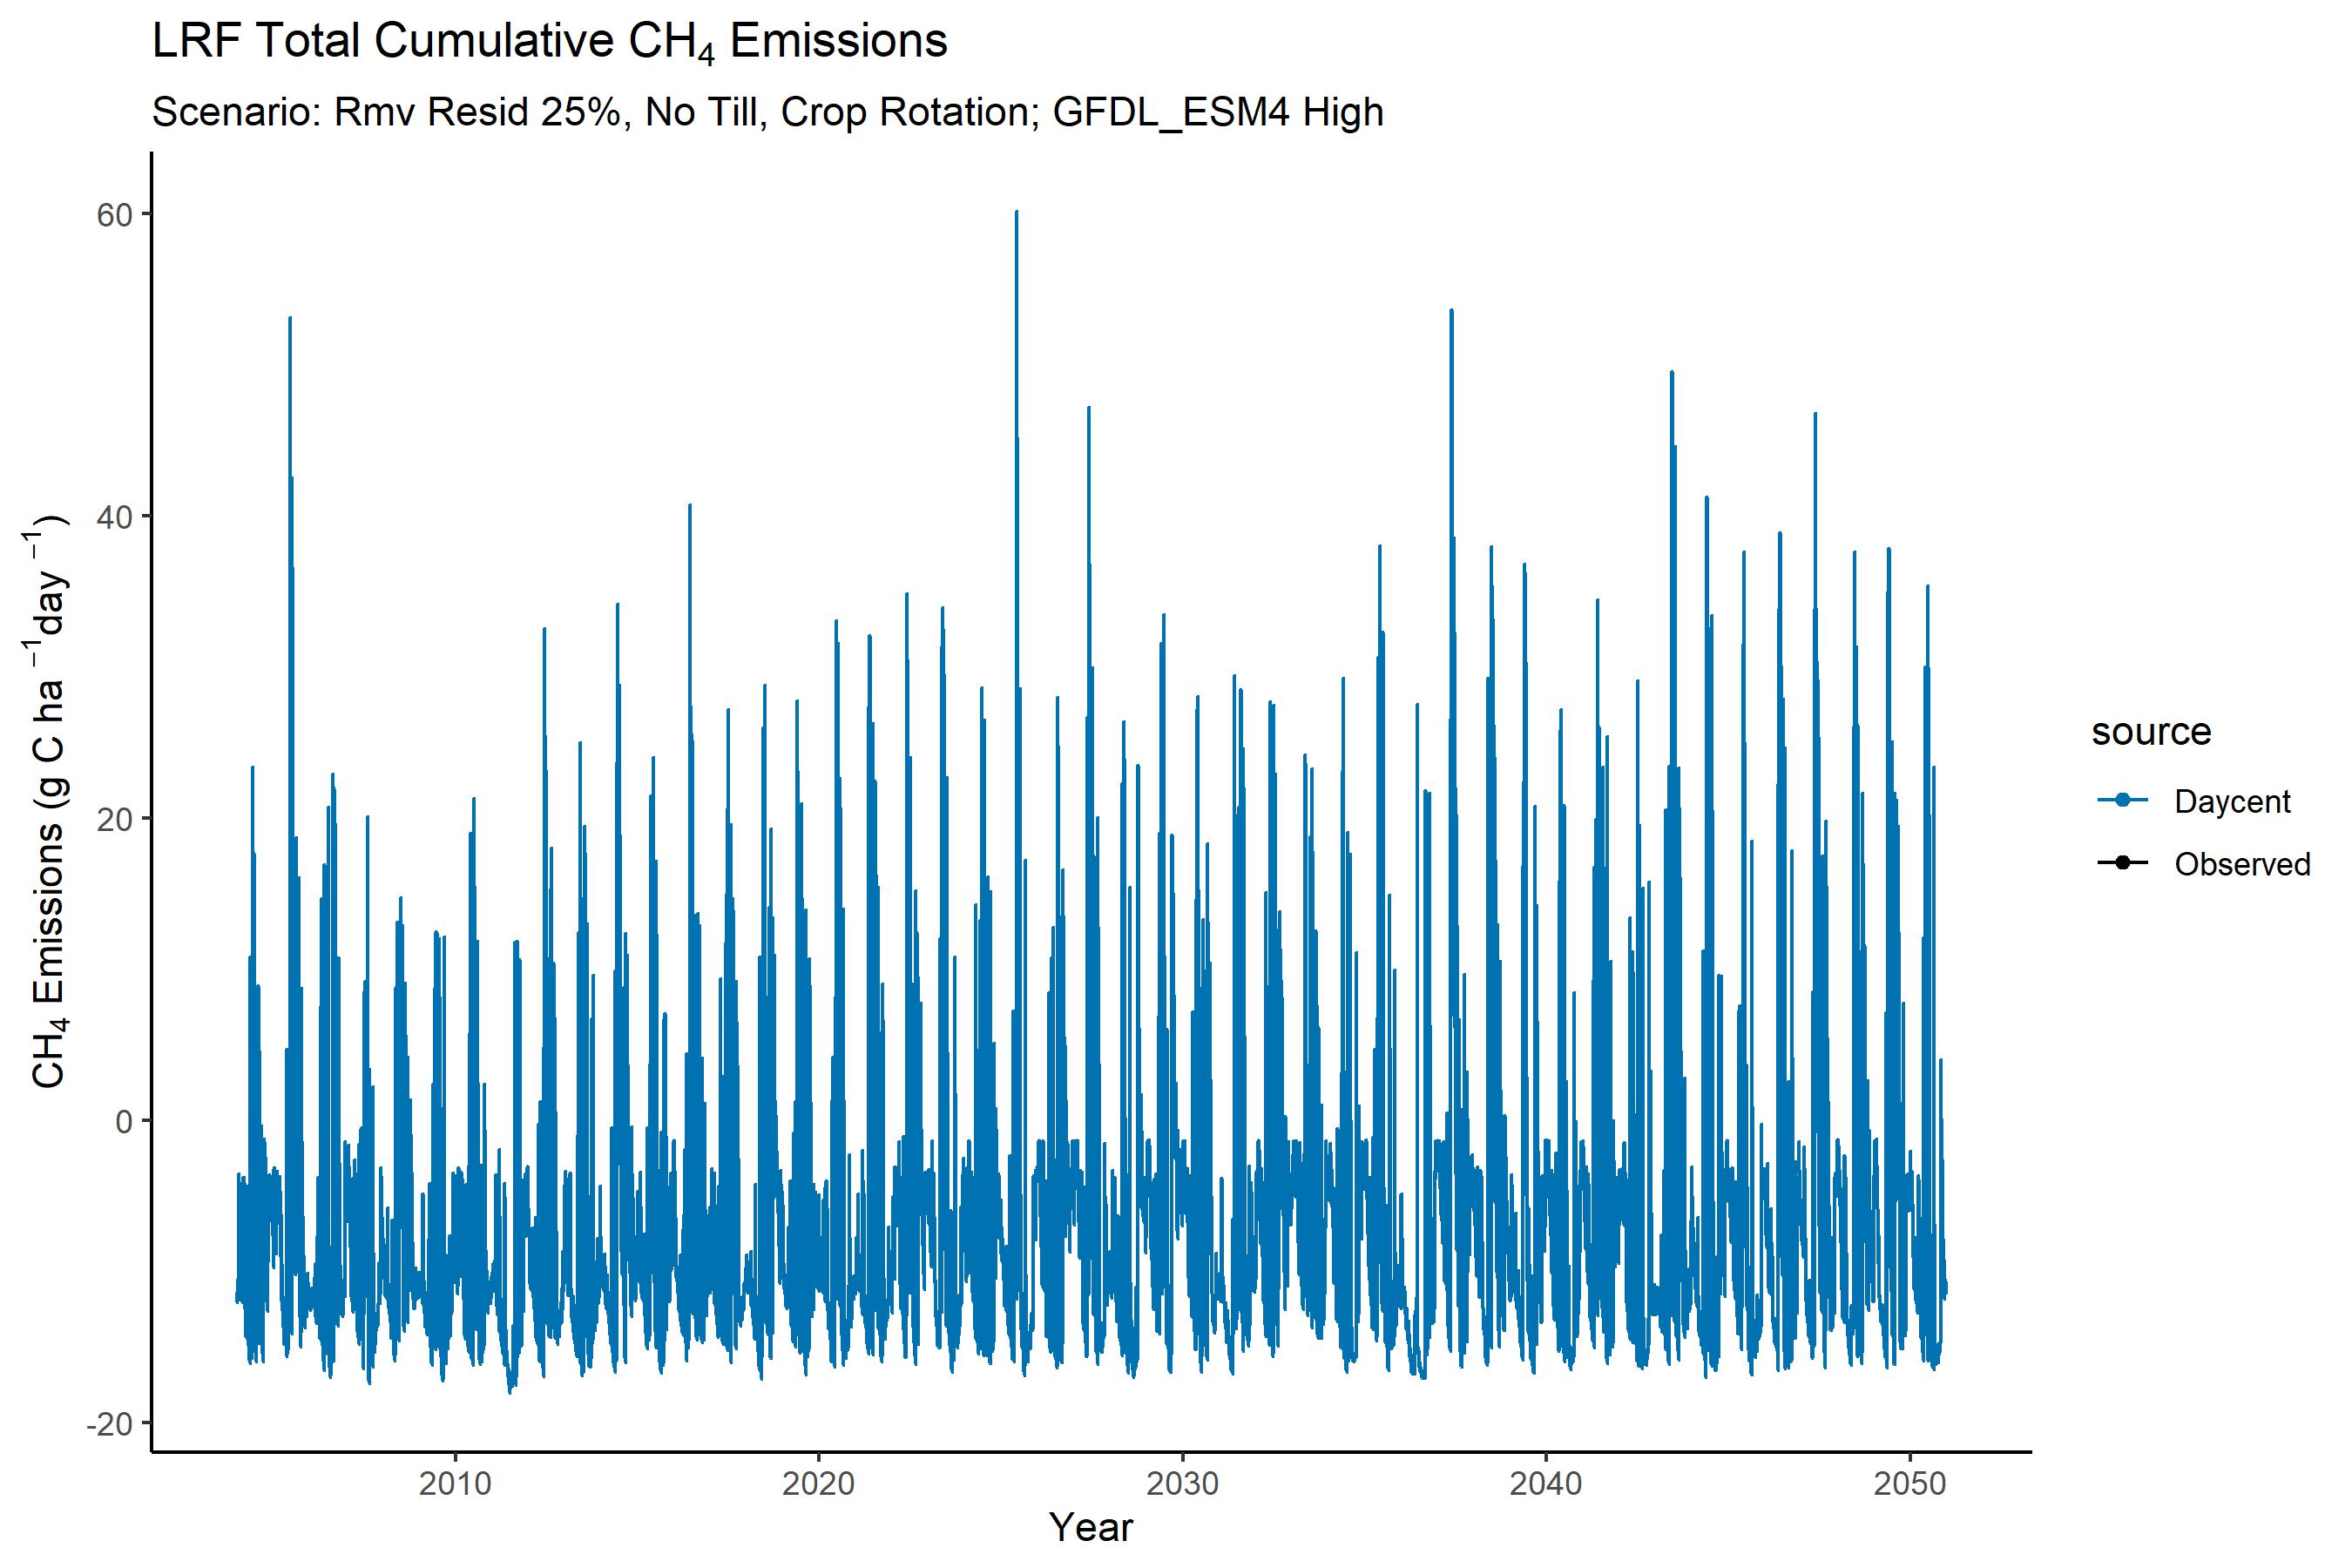 LRF Total Cumulative CH₄ Emissions
Scenario: Rmv Resid 25%, No Till, Crop Rotation; GFDL_ESM4 High
CH₄ Emissions (g C ha ⁻¹day ⁻¹)
60
40
20
0
-20
2010 2020 2030 2040 2050
Year
source
Daycent
Observed